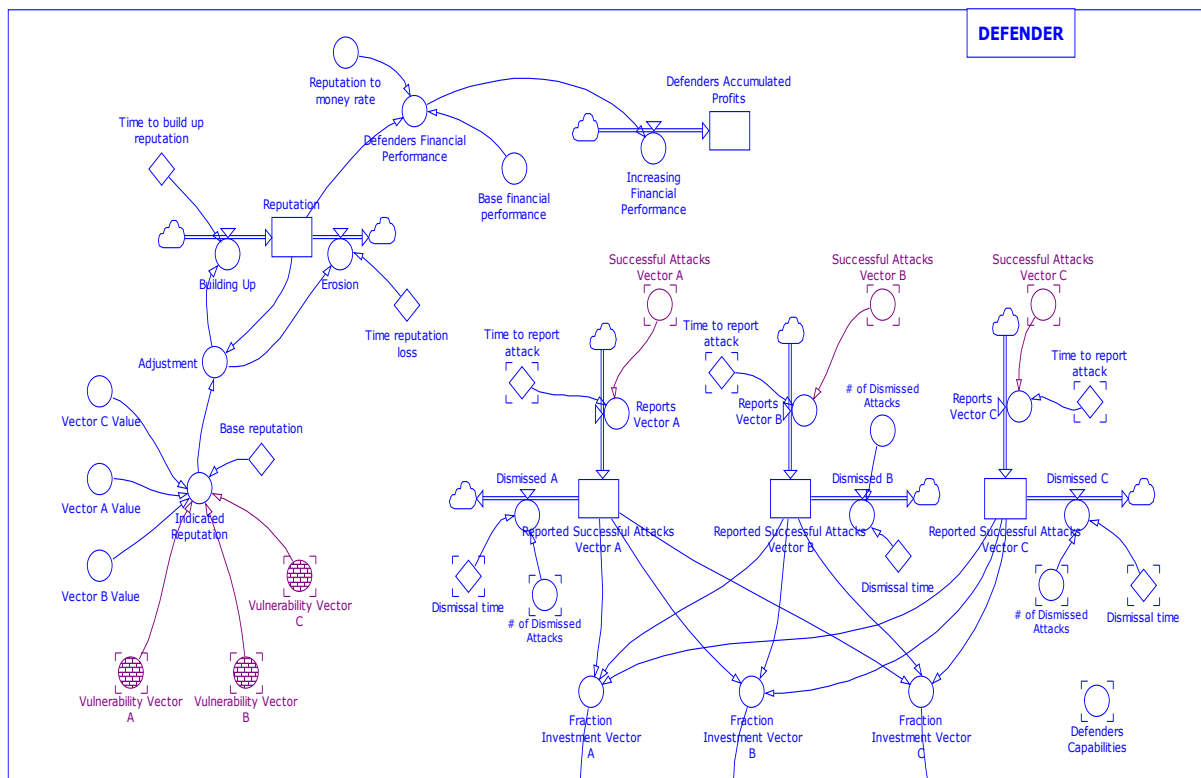 DEFENDER
Reputation to
money rate
Defenders Accumulated
Profits
Time to build up
reputation
Defenders Financial
Performance
Increasing
Financial
Performance
Base financial
performance
Reputation
Building Up
Erosion
Time reputation
loss
Adjustment
Successful Attacks
Vector A
Successful Attacks
Vector B
Successful Attacks
Vector C
Time to report
attack
Time to report
attack
Time to report
attack
Reports
Vector A
Reports
Vector B
# of Dismissed
Attacks
Reports
Vector C
Vector C Value
Base reputation
Vector A Value
Indicated
Reputation
Vector B Value
Vulnerability Vector
C
Vulnerability Vector
A
Vulnerability Vector
B
Dismissed A
Dismissed B
Dismissed C
Reported Successful Attacks
Vector A
Reported Successful Attacks
Vector B
Reported Successful Attacks
Vector C
Dismissal time
# of Dismissed
Attacks
Dismissal time
# of Dismissed
Attacks
Dismissal time
Fraction
Investment Vector
A
Fraction
Investment Vector
B
Fraction
Investment Vector
C
Defenders
Capabilities